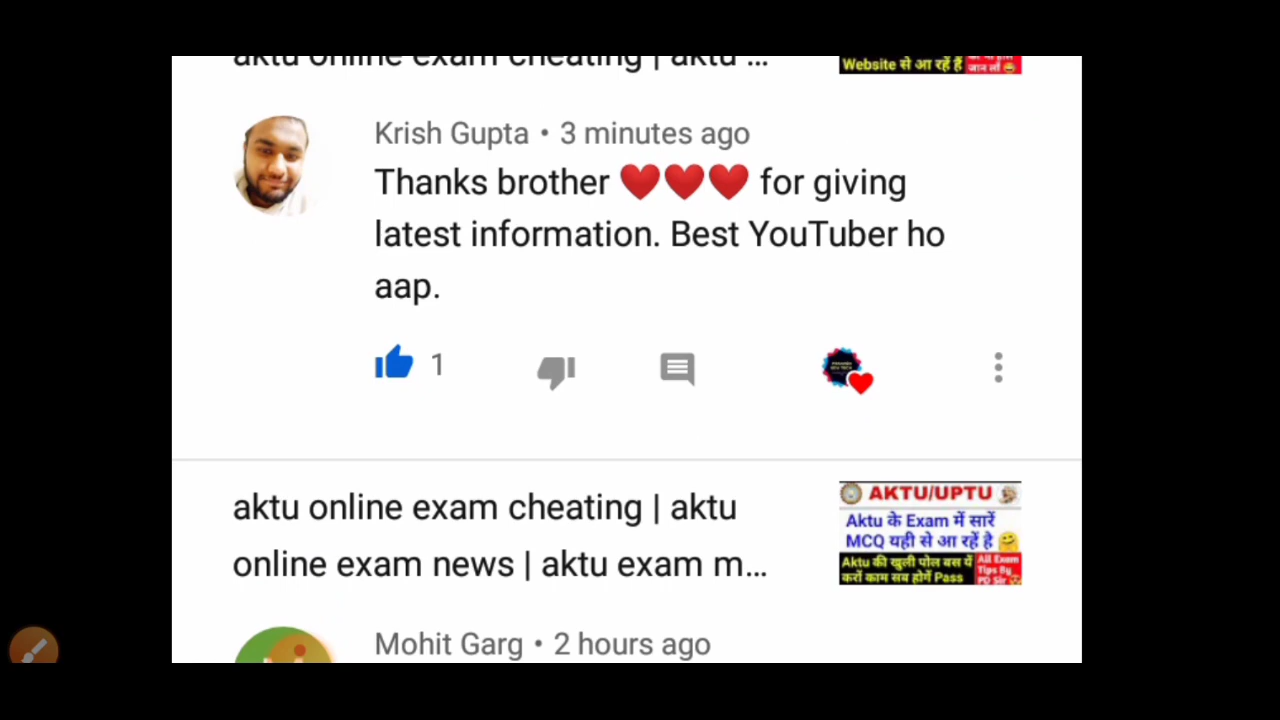 aktu online exam cheating | aktu ...
Website से आ रहें हैं
जान लों
Krish Gupta • 3 minutes ago
Thanks brother ❤️❤️❤️ for giving
latest information. Best YouTuber ho
aap.
1
aktu online exam cheating | aktu
online exam news | aktu exam m...
AKTU/UPTU
Aktu के Exam में सारें
MCQ यही से आ रहें है
Aktu की खुली पोल बस यें
करों काम सब होगें Pass
All Exam
Tips By
PD Sir
Mohit Garg • 2 hours ago